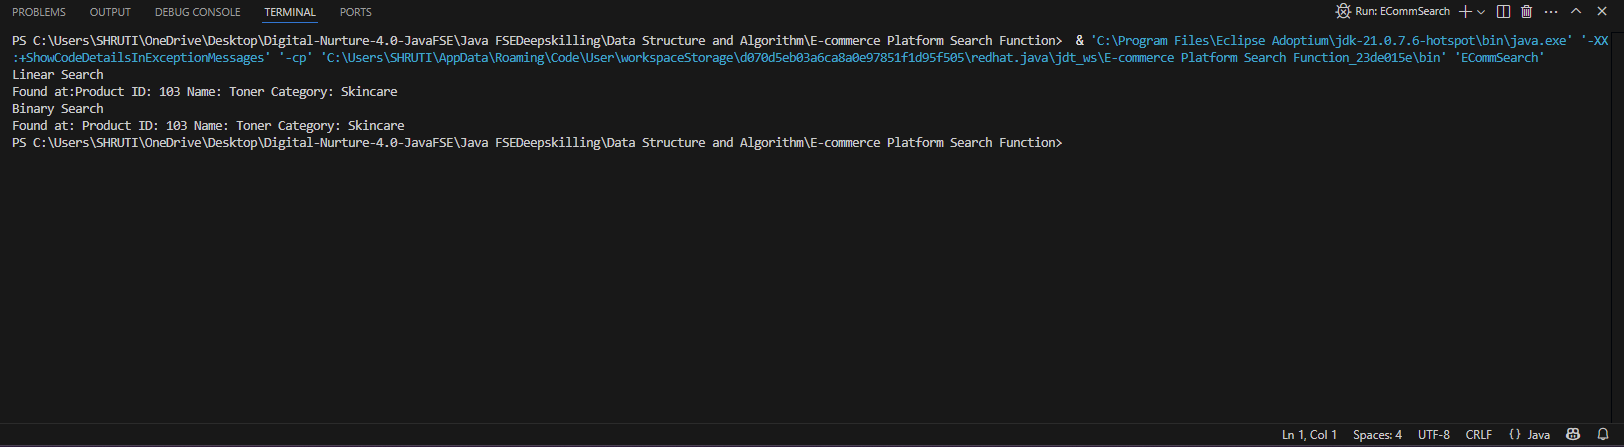 PROBLEMS OUTPUT DEBUG CONSOLE TERMINAL PORTS Run: ECommSearch
PS C:\Users\SHRUTI\OneDrive\Desktop\Digital-Nurture-4.0-JavaFSE\Java FSEDeepskilling\Data Structure and Algorithm\E-commerce Platform Search Function>  & 'C:\Program Files\Eclipse Adoptium\jdk-21.0.7.6-hotspot\bin\java.exe' '-XX
:+ShowCodeDetailsInExceptionMessages' '-cp' 'C:\Users\SHRUTI\AppData\Roaming\Code\User\workspaceStorage\d070d5eb03a6ca8a0e97851f1d95f505\redhat.java\jdt_ws\E-commerce Platform Search Function_23de015e\bin' 'ECommSearch'
Linear Search
Found at:Product ID: 103 Name: Toner Category: Skincare
Binary Search
Found at: Product ID: 103 Name: Toner Category: Skincare
PS C:\Users\SHRUTI\OneDrive\Desktop\Digital-Nurture-4.0-JavaFSE\Java FSEDeepskilling\Data Structure and Algorithm\E-commerce Platform Search Function>
Ln 1, Col 1 Spaces: 4 UTF-8 CRLF {} Java